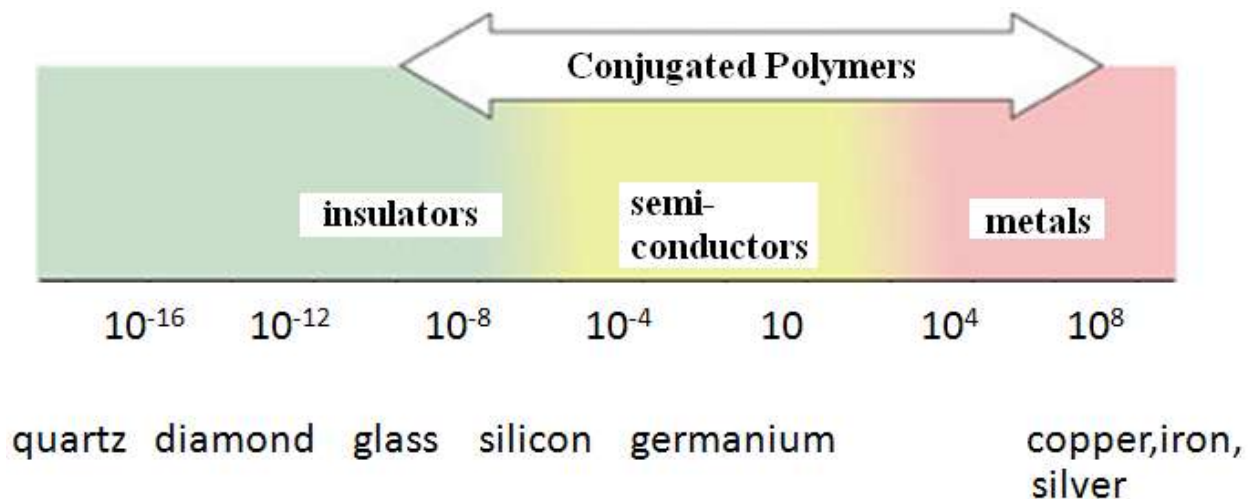 Conjugated Polymers
insulators
semi-
conductors
metals
10⁻¹⁶ 10⁻¹² 10⁻⁸ 10⁻⁴ 10 10⁴ 10⁸
quartz diamond glass silicon germanium copper,iron,
silver